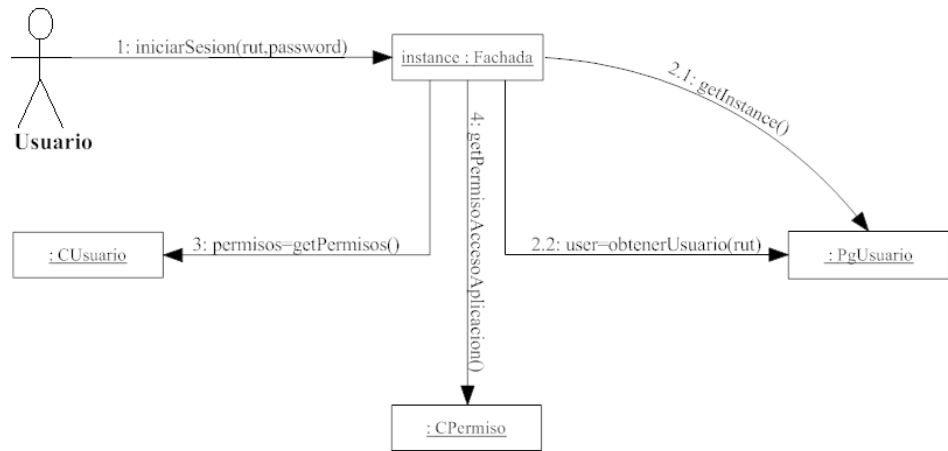 1: iniciarSesion(rut,password)
instance : Fachada
2.1: getInstance()
Usuario
4: getPermisoAccesoAplicacion()
3: permisos=getPermisos()
2.2: user=obtenerUsuario(rut)
: CUsuario
: PgUsuario
: CPermiso